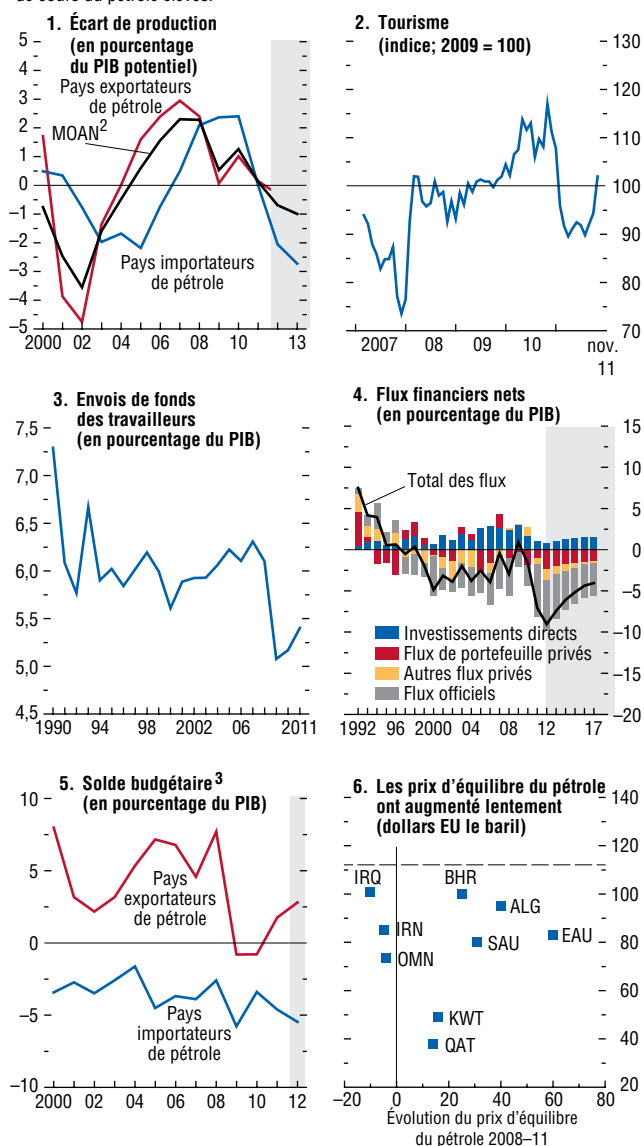 1. Écart de production
(en pourcentage
du PIB potentiel)
5
4
3
2
1
0
–1
–2
–3
–4
–5
Pays exportateurs
de pétrole
MOAN2
Pays importateurs
de pétrole
2000 02 04 06 08 10 13
2. Tourisme
(indice; 2009 = 100)
130
120
110
100
90
80
70
2007 08 09 10 nov.
11
3. Envois de fonds
des travailleurs
(en pourcentage du PIB)
7,5
7,0
6,5
6,0
5,5
5,0
4,5
1990 94 98 2002 06 2011
4. Flux financiers nets
(en pourcentage du PIB)
Total des flux
15
10
5
0
–5
–10
–15
–20
Investissements directs
Flux de portefeuille privés
Autres flux privés
Flux officiels
1992 96 2000 04 08 12 17
5. Solde budgétaire3
(en pourcentage du PIB)
10
5
0
–5
–10
Pays
exportateurs
de pétrole
Pays
importateurs
de pétrole
2000 02 04 06 08 10 12
6. Les prix d'équilibre du pétrole
ont augmenté lentement
(dollars EU le baril)
140
120
100
80
60
40
20
IRQ
BHR
ALG
IRN
SAU
EAU
OMN
KWT
QAT
–20 0 20 40 60 80
Évolution du prix d'équilibre
du pétrole 2008–11